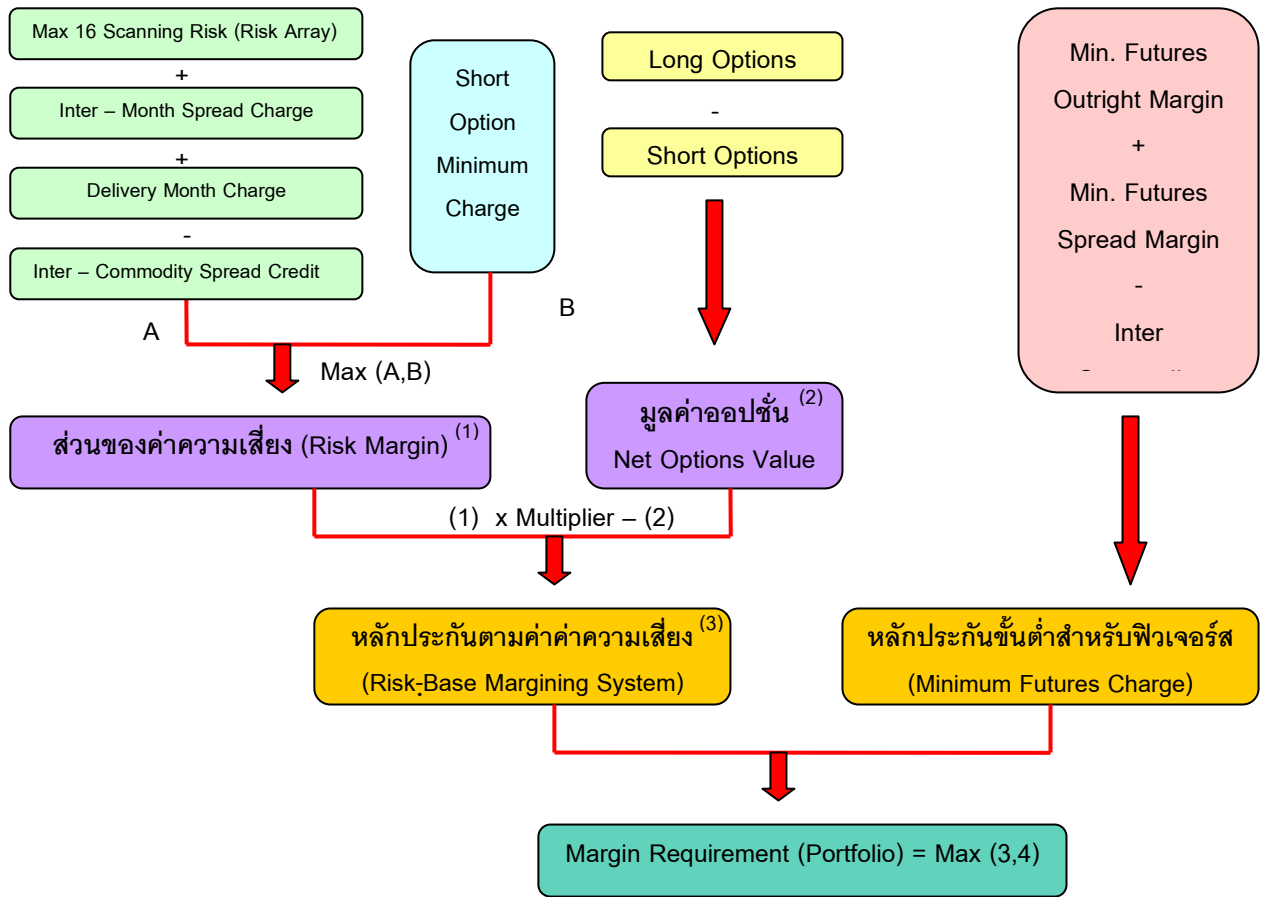 Max 16 Scanning Risk (Risk Array)
+
Inter – Month Spread Charge
+
Delivery Month Charge
-
Inter – Commodity Spread Credit
A
Short
Option
Minimum
Charge
B
Max (A,B)
Long Options
-
Short Options
Min. Futures
Outright Margin
+
Min. Futures
Spread Margin
-
Inter
ส่วนของค่าความเสี่ยง (Risk Margin) (1)
มูลค่าออปชั่น (2)
Net Options Value
(1) x Multiplier – (2)
หลักประกันตามค่าค่าความเสี่ยง (3)
(Risk-Base Margining System)
หลักประกันขั้นต่ำสำหรับฟิวเจอร์ส
(Minimum Futures Charge)
Margin Requirement (Portfolio) = Max (3,4)